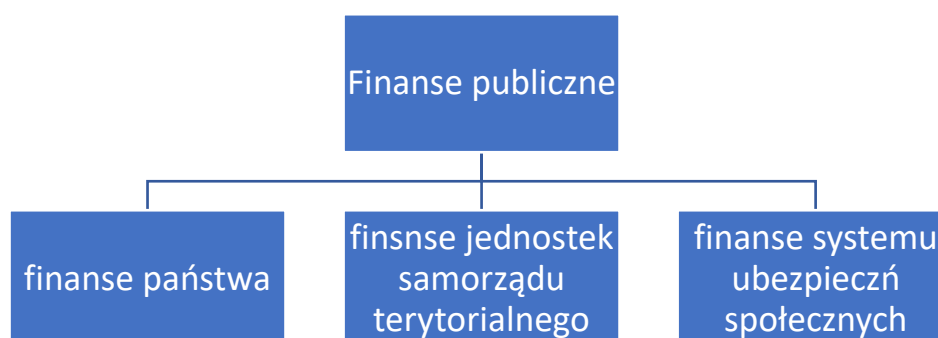 Finanse publiczne
finanse państwa
finsnse jednostek
samorządu
terytorialnego
finanse systemu
ubezpieczń
społecznych